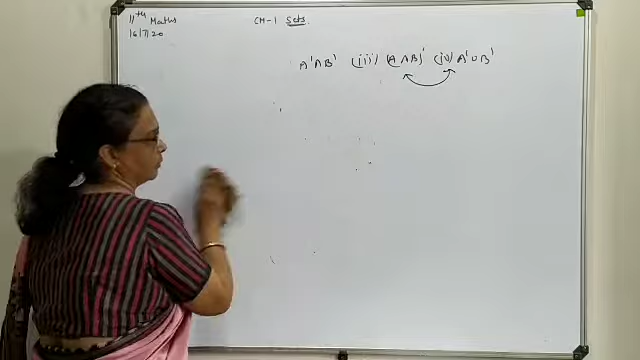 11th Maths CH-1 Sets.
16/7/20
A'∩B' (iii) (A∩B)' (iv) A'∪B'